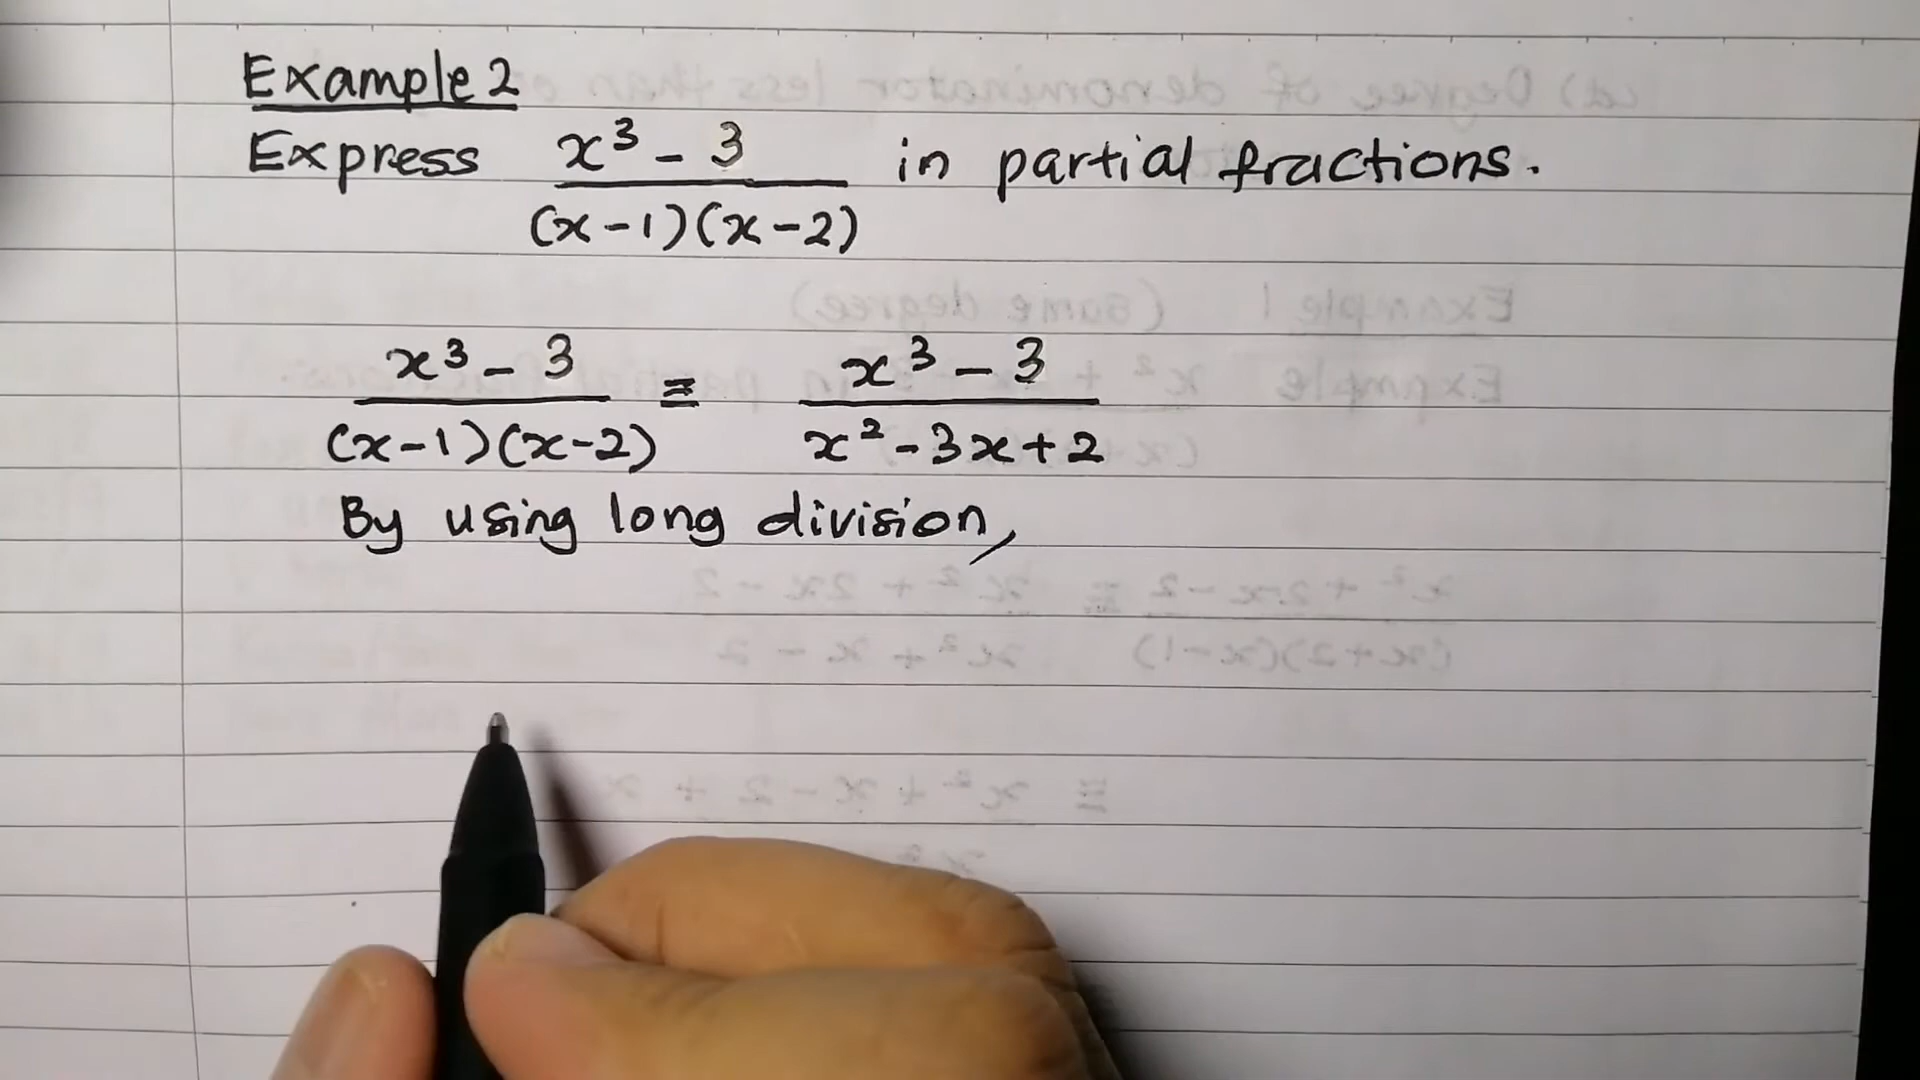 Example 2
Express x³ - 3 / (x-1)(x-2) in partial fractions.
x³ - 3 / (x-1)(x-2) ≡ x³ - 3 / x² - 3x + 2
By using long division,